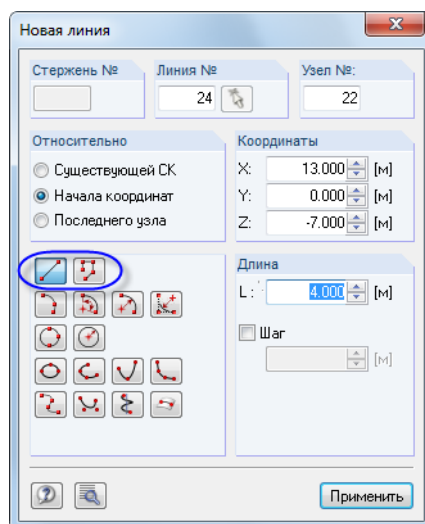 Новая линия
Стержень №
Линия №
Узел №:
24
22
Относительно
Существующей СК
Начала координат
Последнего узла
Координаты
X: 13.000 [м]
Y: 0.000 [м]
Z: -7.000 [м]
Длина
L : 4.000 [м]
Шаг
[м]
Применить